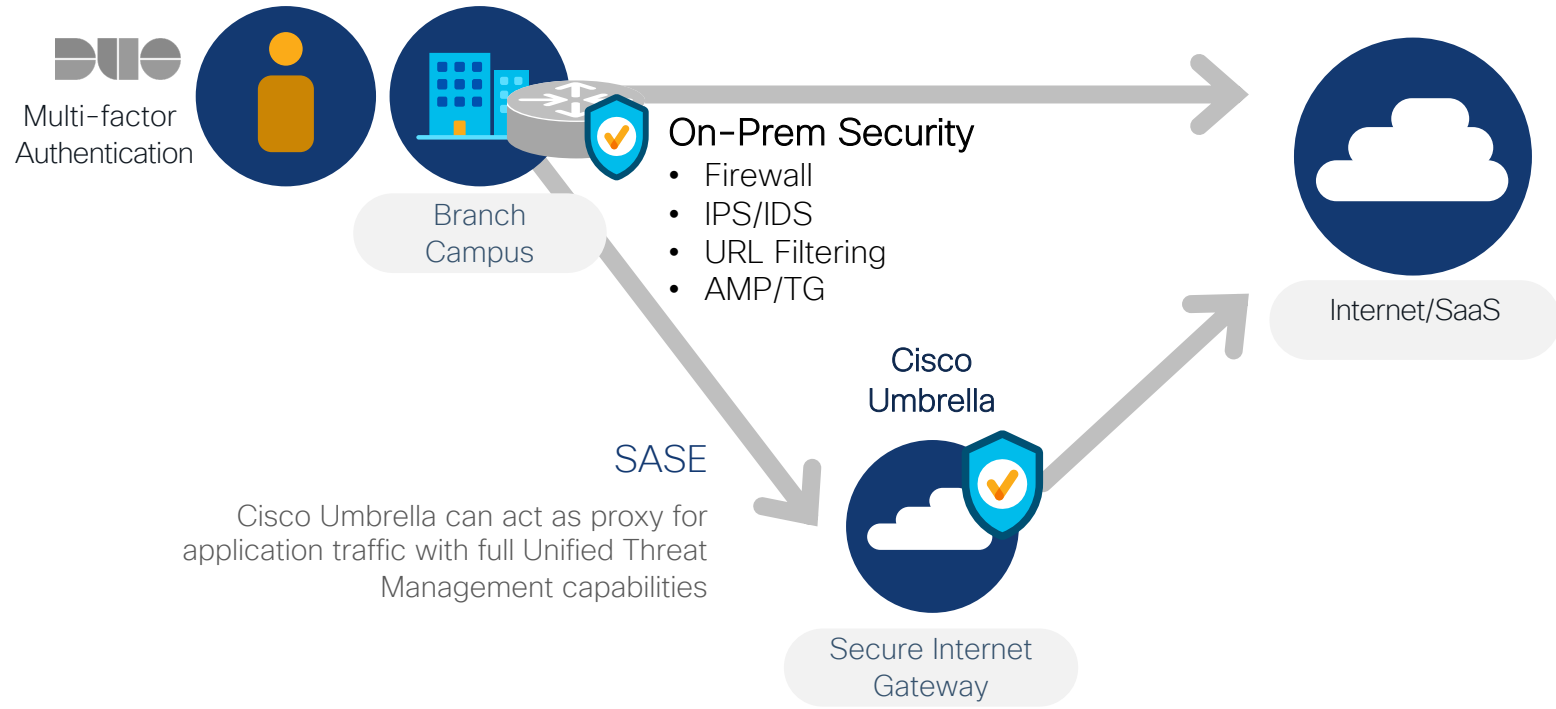 DUO
Multi-factor
Authentication
Branch
Campus
On-Prem Security
• Firewall
• IPS/IDS
• URL Filtering
• AMP/TG
Internet/SaaS
Cisco
Umbrella
SASE
Cisco Umbrella can act as proxy for
application traffic with full Unified Threat
Management capabilities
Secure Internet
Gateway